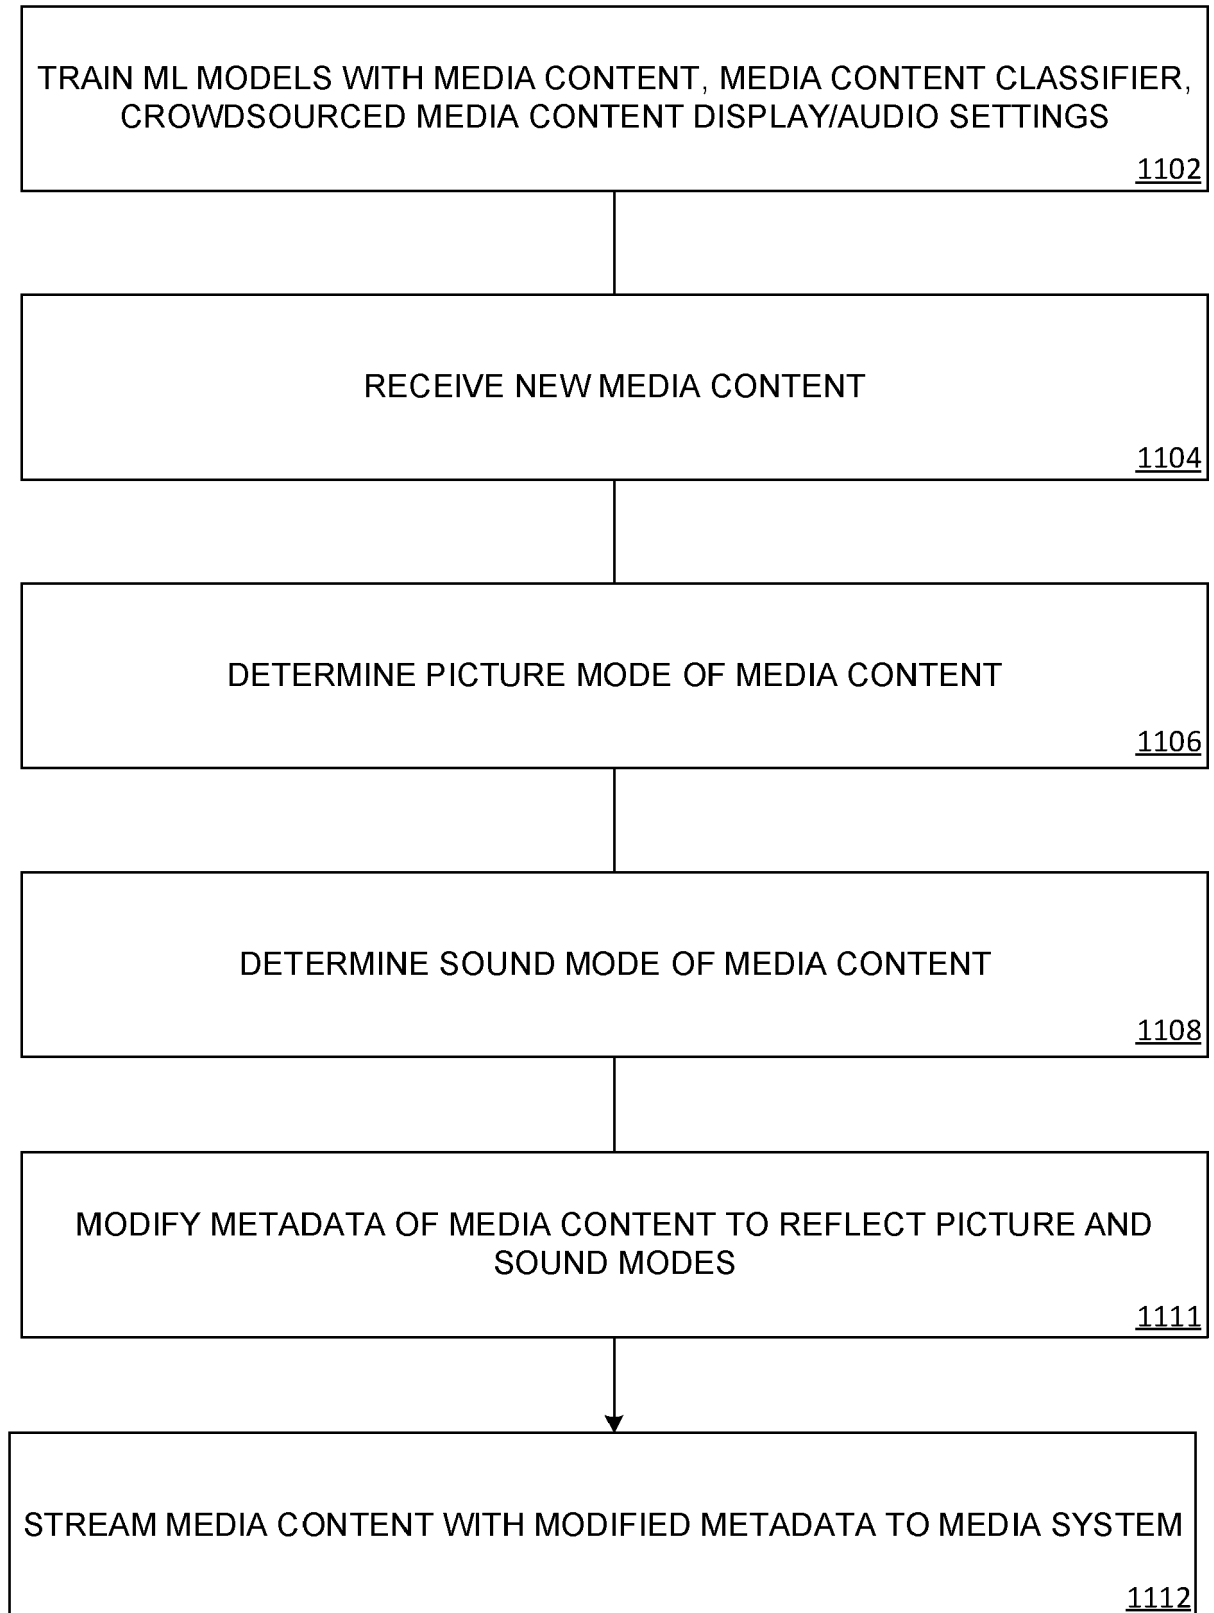 TRAIN ML MODELS WITH MEDIA CONTENT, MEDIA CONTENT CLASSIFIER,
CROWDSOURCED MEDIA CONTENT DISPLAY/AUDIO SETTINGS
1102
RECEIVE NEW MEDIA CONTENT
1104
DETERMINE PICTURE MODE OF MEDIA CONTENT
1106
DETERMINE SOUND MODE OF MEDIA CONTENT
1108
MODIFY METADATA OF MEDIA CONTENT TO REFLECT PICTURE AND
SOUND MODES
1111
STREAM MEDIA CONTENT WITH MODIFIED METADATA TO MEDIA SYSTEM
1112